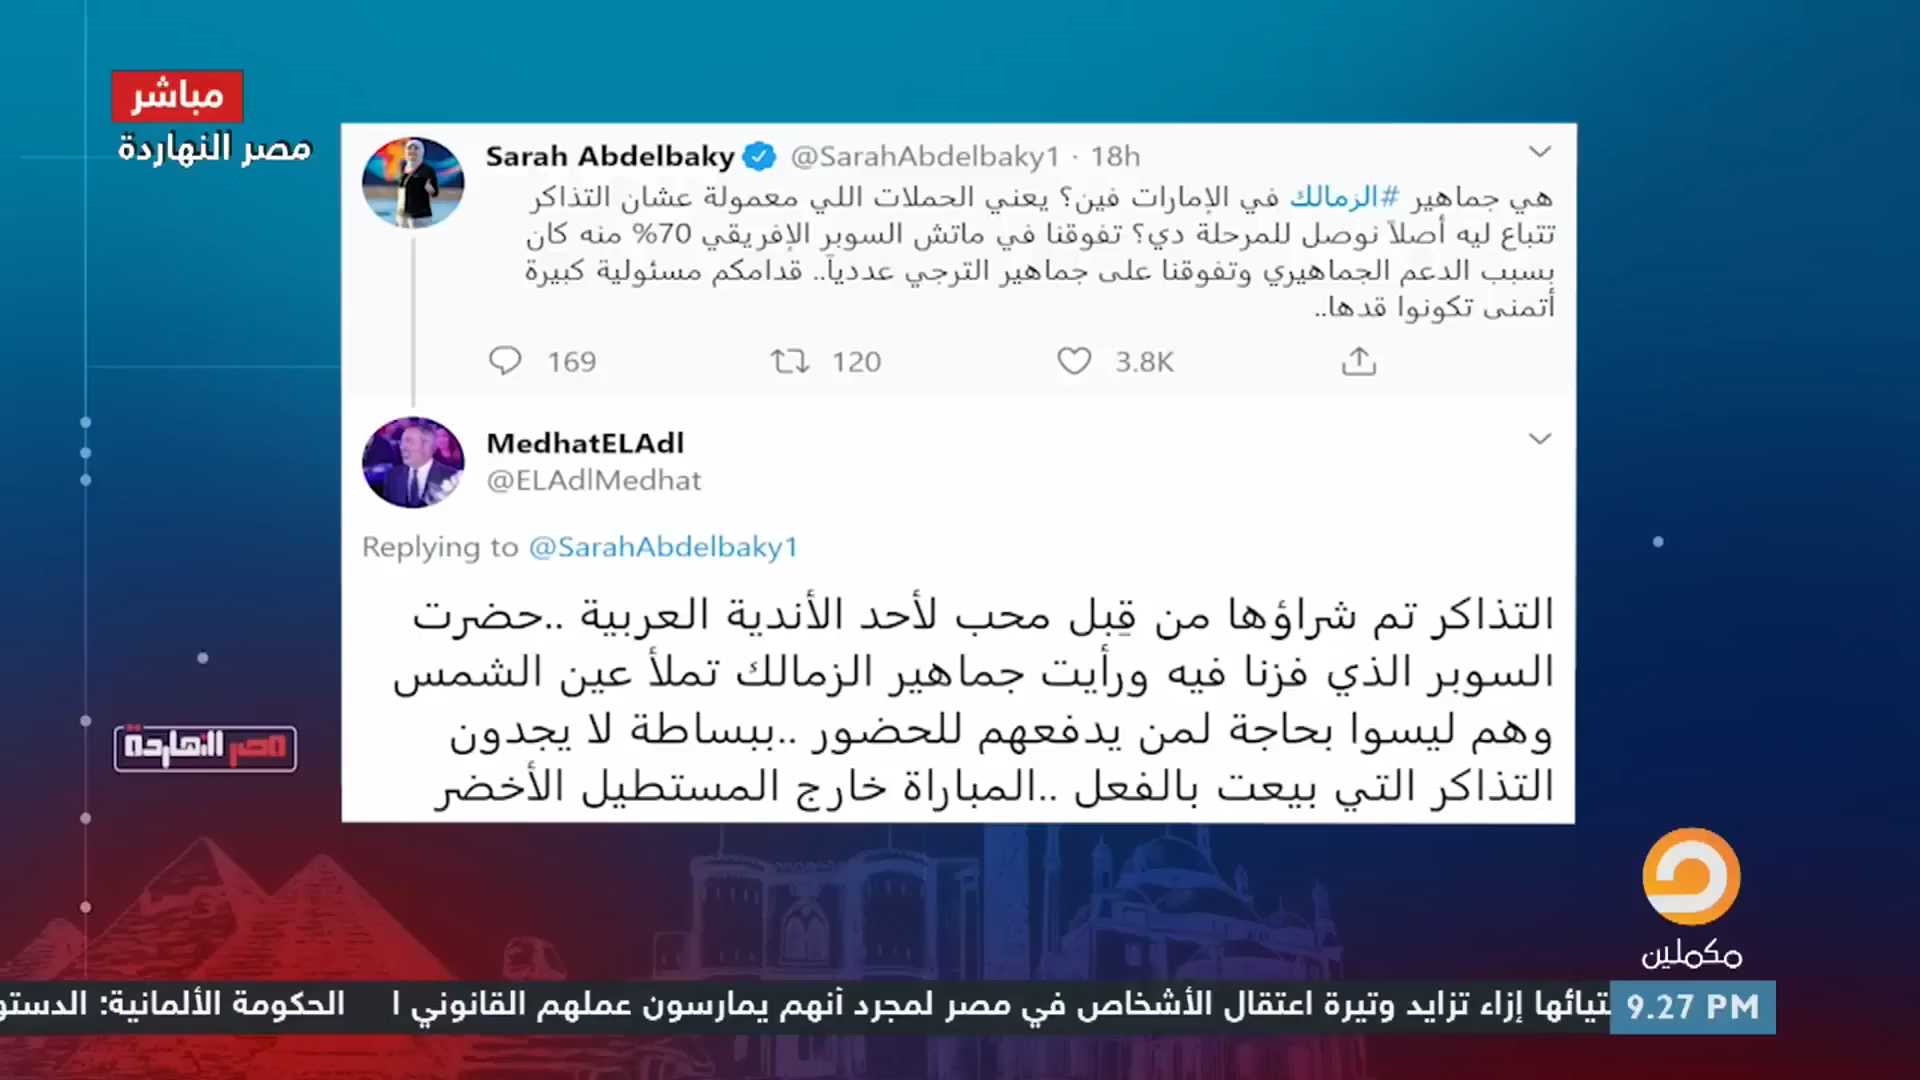 مباشر
مصر النهاردة
Sarah Abdelbaky @SarahAbdelbaky1 · 18h
هي جماهير #الزمالك في الإمارات فين؟ يعني الحملات اللي معمولة عشان التذاكر
تتباع ليه أصلاً نوصل للمرحلة دي؟ تفوقنا في ماتش السوبر الإفريقي 70% منه كان
بسبب الدعم الجماهيري وتفوقنا على جماهير الترجي عددياً.. قدامكم مسئولية كبيرة
أتمنى تكونوا قدها..
169 120 3.8K
MedhatELAdl
@ELAdlMedhat
Replying to @SarahAbdelbaky1
التذاكر تم شراؤها من قِبل محب لأحد الأندية العربية ..حضرت
السوبر الذي فزنا فيه ورأيت جماهير الزمالك تملأ عين الشمس
وهم ليسوا بحاجة لمن يدفعهم للحضور ..ببساطة لا يجدون
التذاكر التي بيعت بالفعل ..المباراة خارج المستطيل الأخضر
مصر النهاردة
مكملين
إزاء تزايد وتيرة اعتقال الأشخاص في مصر لمجرد أنهم يمارسون عملهم القانوني الحكومة الألمانية:
9.27 PM